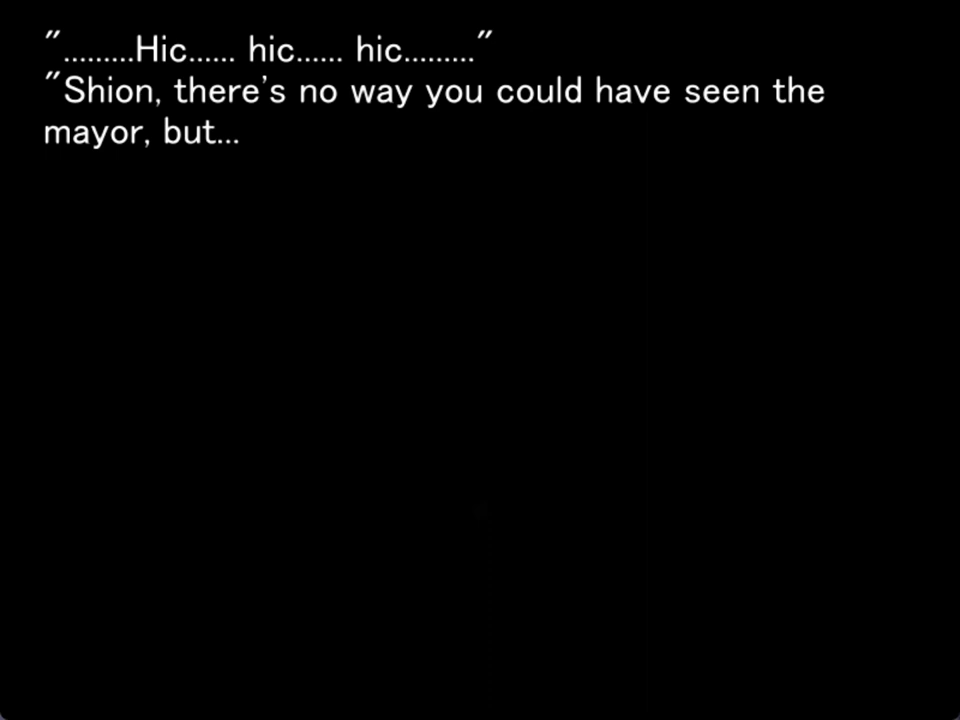 ".........Hic...... hic...... hic........."
"Shion, there's no way you could have seen the
mayor, but...